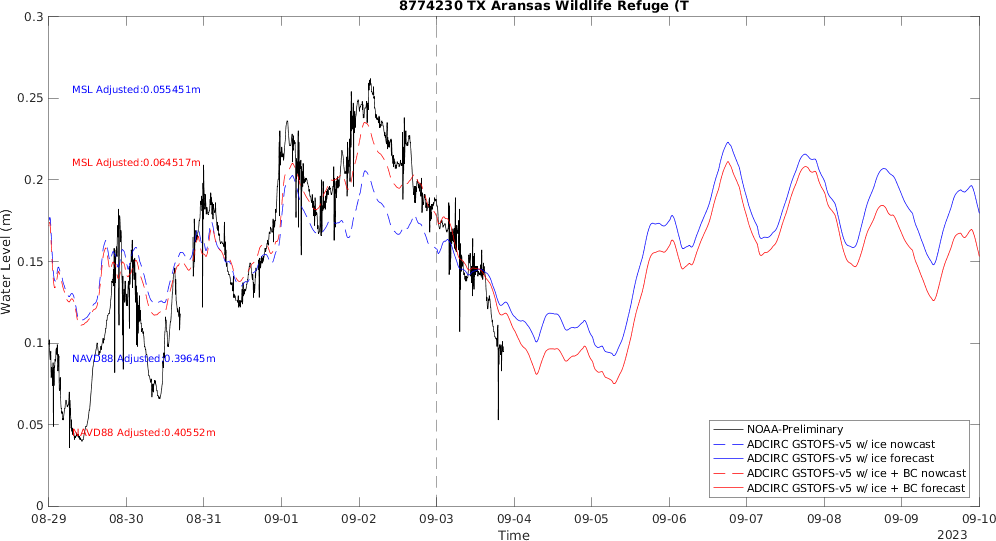 8774230 TX Aransas Wildlife Refuge (T
0.3
0.25
0.2
0.15
0.1
0.05
0
Water Level (m)
MSL Adjusted:0.055451m
MSL Adjusted:0.064517m
NAVD88 Adjusted:0.39645m
NAVD88 Adjusted:0.40552m
NOAA-Preliminary
ADCIRC GSTOFS-v5 w/ ice nowcast
ADCIRC GSTOFS-v5 w/ ice forecast
ADCIRC GSTOFS-v5 w/ ice + BC nowcast
ADCIRC GSTOFS-v5 w/ ice + BC forecast
08-29 08-30 08-31 09-01 09-02 09-03 09-04 09-05 09-06 09-07 09-08 09-09 09-10
Time
2023